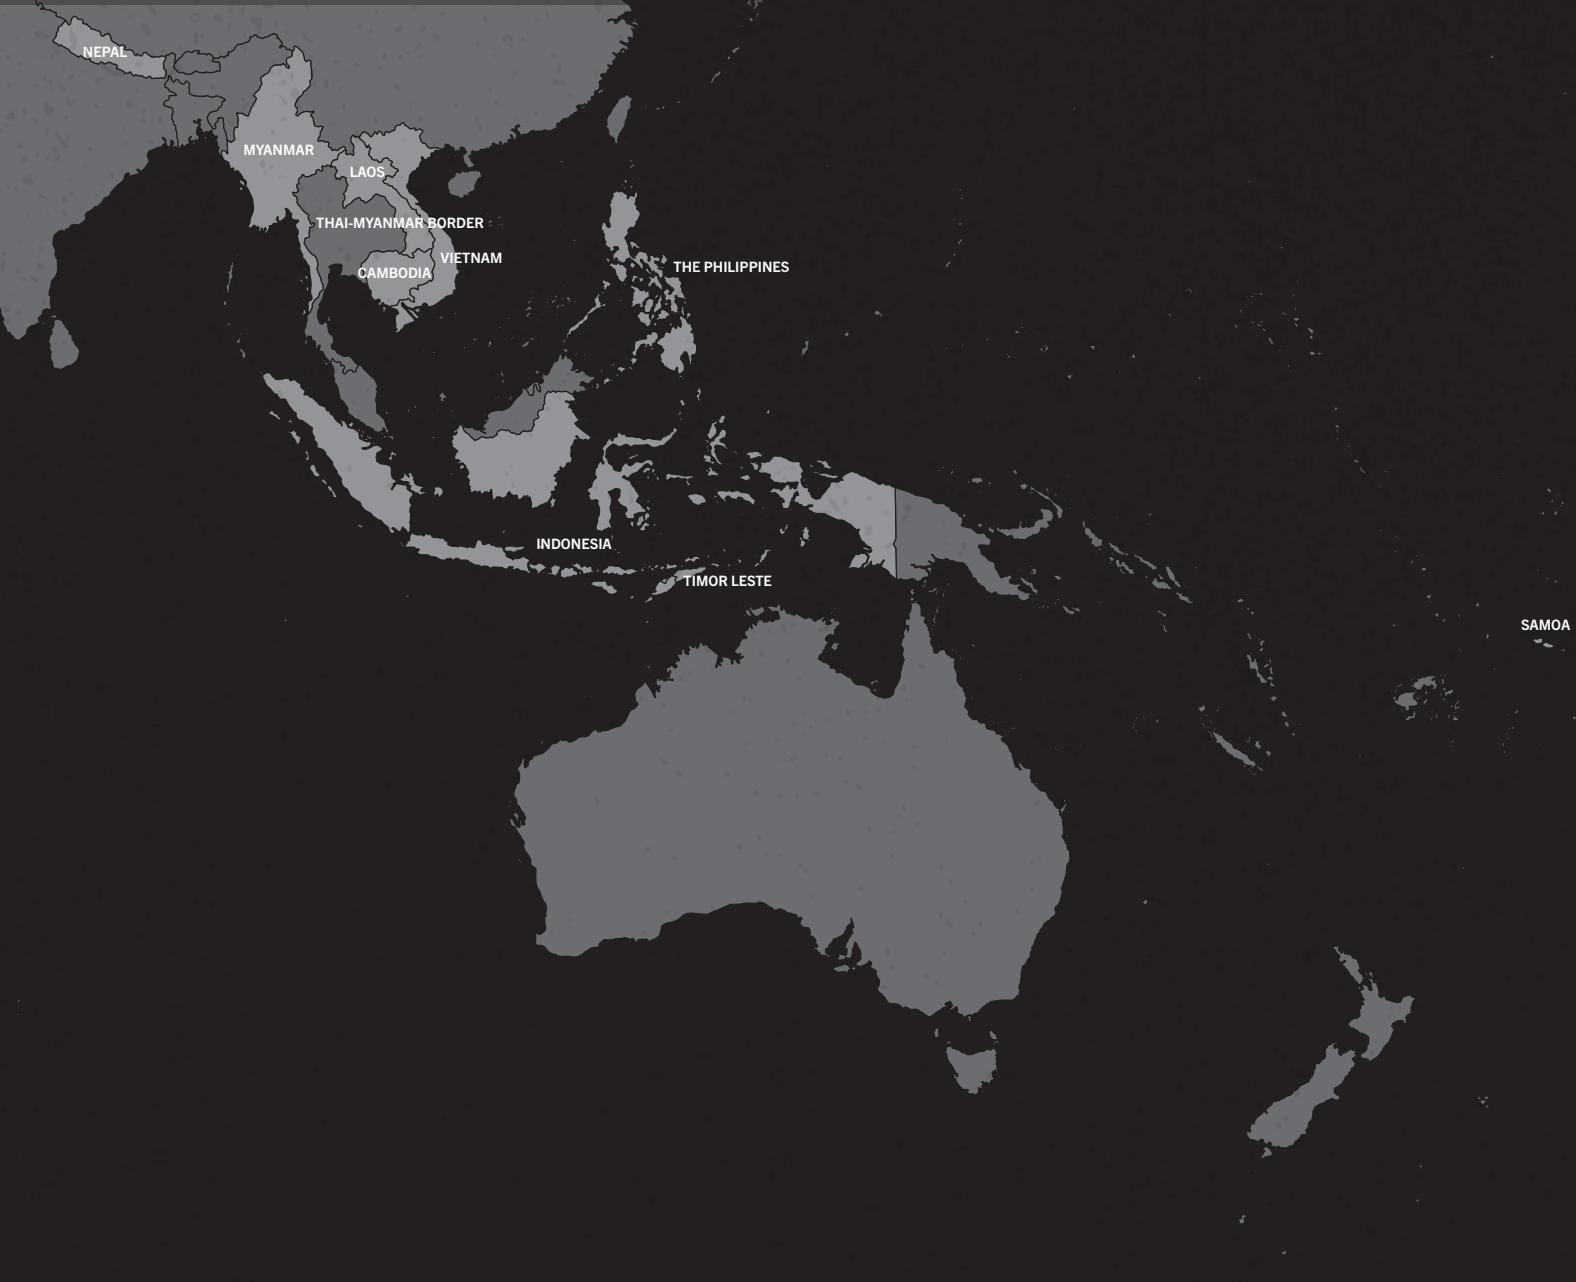 NEPAL
MYANMAR
LAOS
THAI-MYANMAR BORDER
VIETNAM
CAMBODIA
THE PHILIPPINES
INDONESIA
TIMOR LESTE
SAMOA